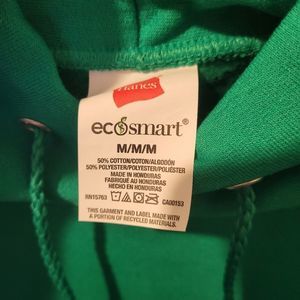 Hanes
ecosmart®
M/M/M
50% COTTON/COTON/ALGODÓN
50% POLYESTER/POLYESTER/POLIÉSTER
MADE IN HONDURAS
FABRIQUÉ AU HONDURAS
HECHO EN HONDURAS
RN15763 CA00153
THIS GARMENT AND LABEL MADE WITH
A PORTION OF RECYCLED MATERIAL